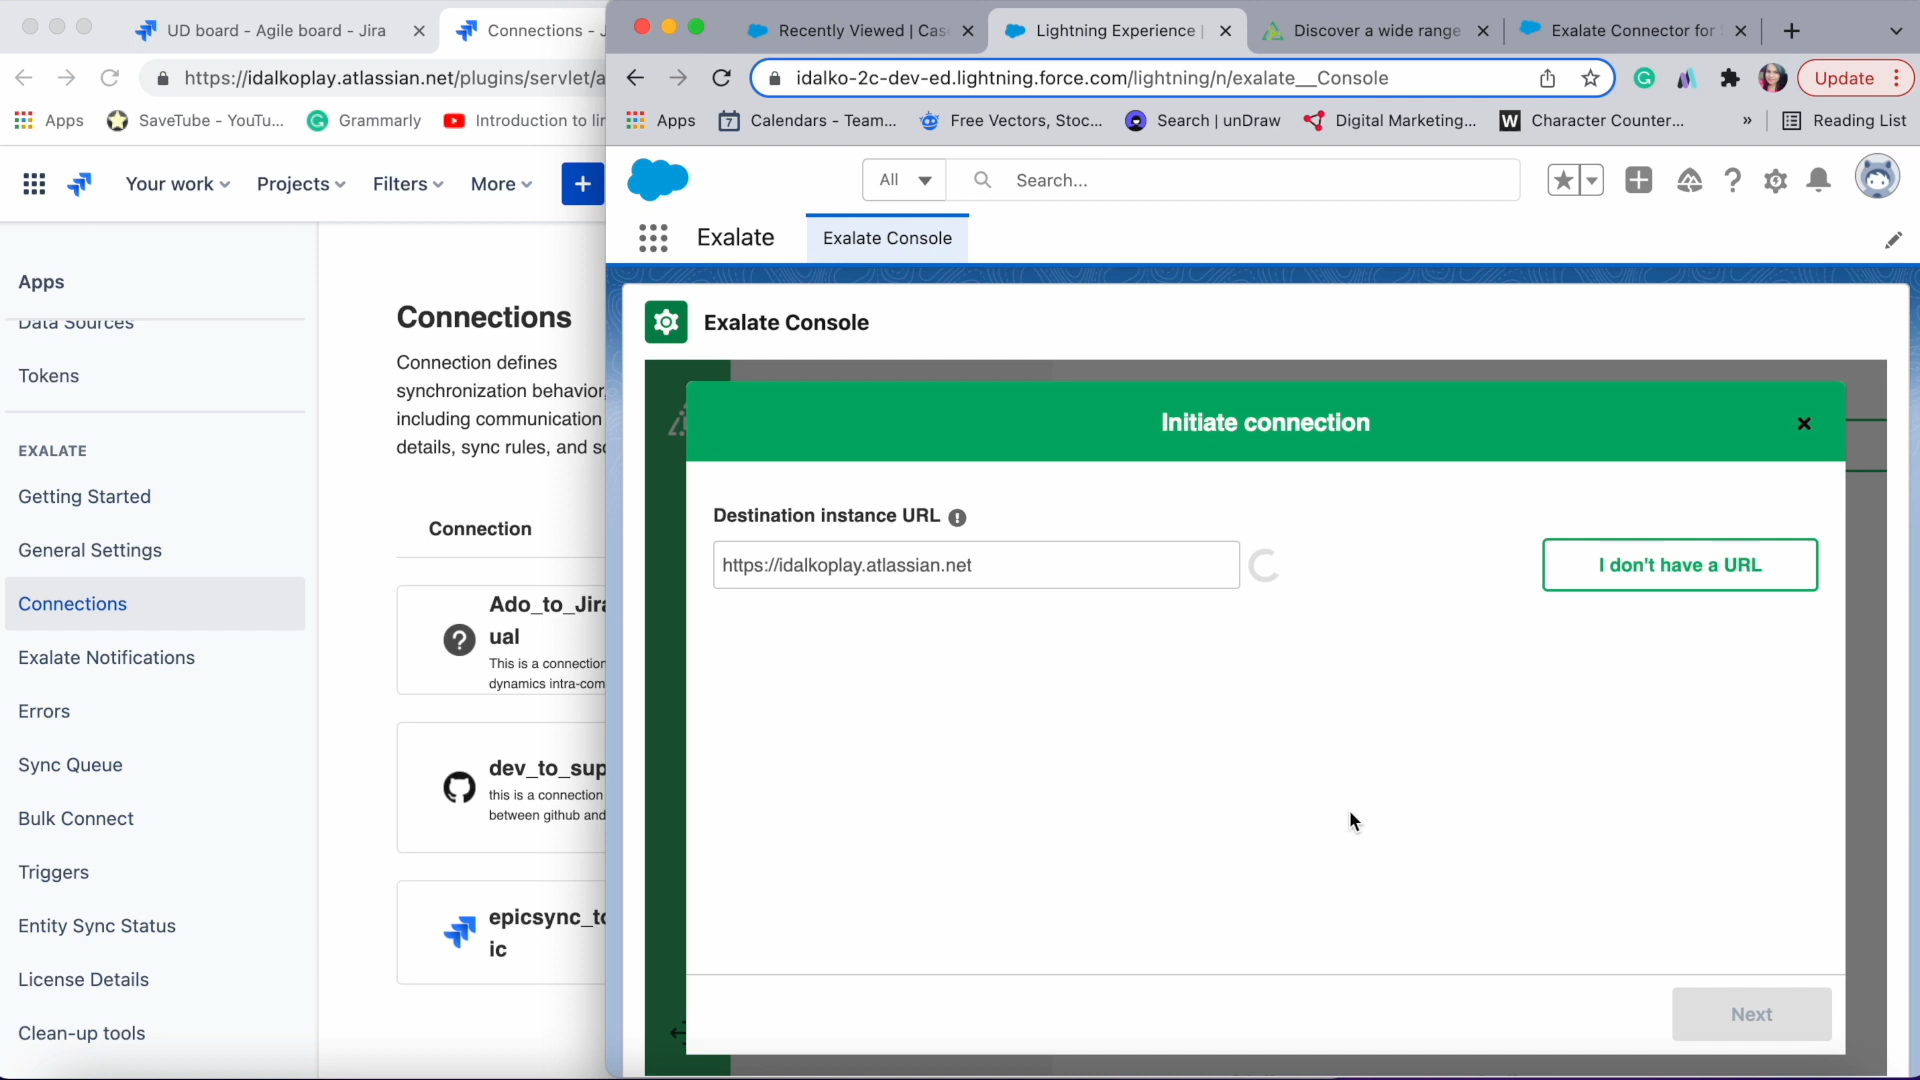 UD board - Agile board - Jira
Connections - J
https://idalkoplay.atlassian.net/plugins/servlet/a
Apps
SaveTube - YouTu...
Grammarly
Introduction to lin
Your work
Projects
Filters
More
+
Apps
Data Sources
Tokens
EXALATE
Getting Started
General Settings
Connections
Exalate Notifications
Errors
Sync Queue
Bulk Connect
Triggers
Entity Sync Status
License Details
Clean-up tools
Connections
Connection defines
synchronization behavior,
including communication
details, sync rules, and sc
Connection
Ado_to_Jira
ual
This is a connection
dynamics intra-com
dev_to_sup
this is a connection
between github and
epicsync_to
ic
Recently Viewed | Cas
Lightning Experience |
Discover a wide range
Exalate Connector for
idalko-2c-dev-ed.lightning.force.com/lightning/n/exalate__Console
Update
Apps
Calendars - Team...
Free Vectors, Stoc...
Search | unDraw
Digital Marketing...
Character Counter...
»
Reading List
All
Search...
Exalate
Exalate Console
Exalate Console
Initiate connection
Destination instance URL
https://idalkoplay.atlassian.net
I don't have a URL
Next